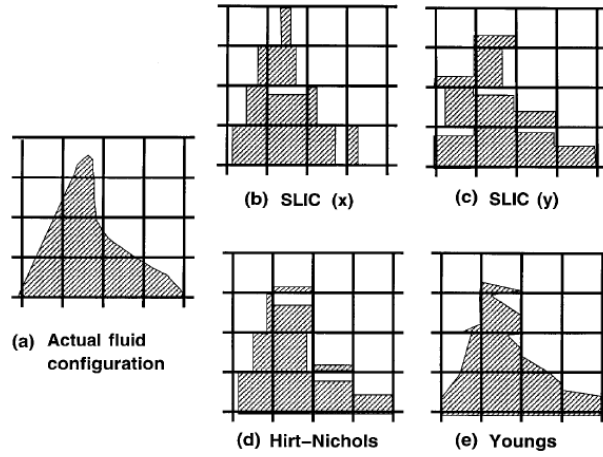 (b) SLIC (x)
(c) SLIC (y)
(a) Actual fluid
configuration
(d) Hirt–Nichols
(e) Youngs